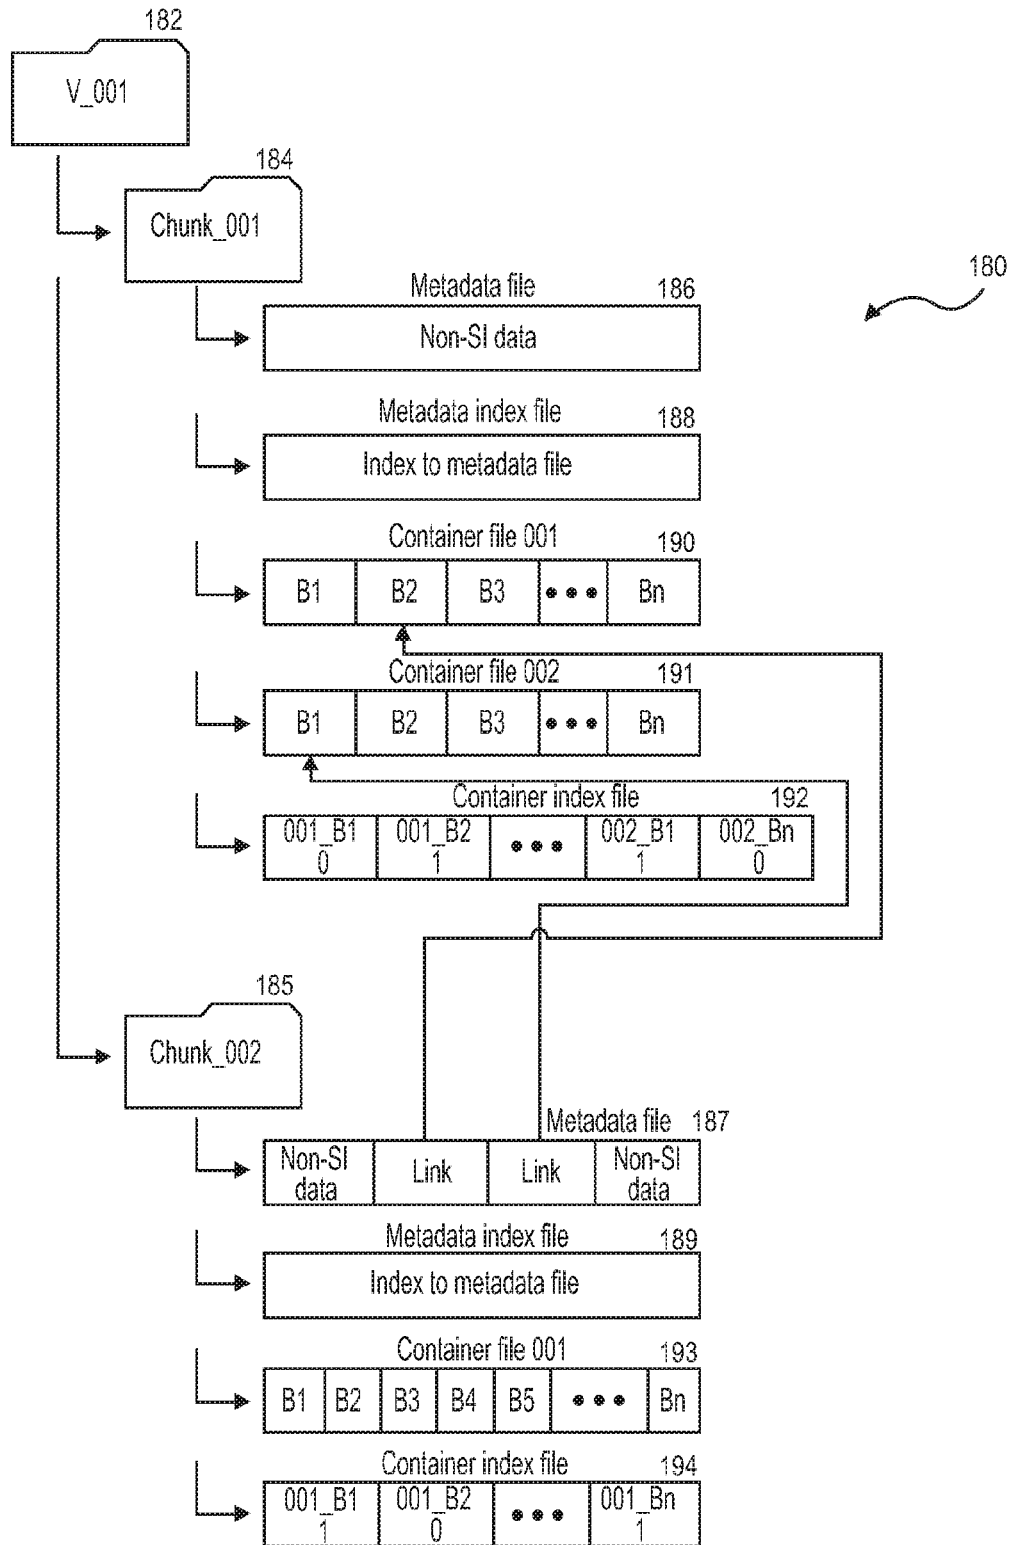 182
V_001
184
Chunk_001
180
Metadata file 186
Non-SI data
Metadata index file 188
Index to metadata file
Container file 001 190
B1 B2 B3 ••• Bn
Container file 002 191
B1 B2 B3 ••• Bn
Container index file 192
001_B1 001_B2 ••• 002_B1 002_Bn
0 1 1 0
185
Chunk_002
Metadata file 187
Non-SI Link Link Non-SI
data data
Metadata index file 189
Index to metadata file
Container file 001 193
B1 B2 B3 B4 B5 ••• Bn
Container index file 194
001_B1 001_B2 ••• 001_Bn
1 0 1